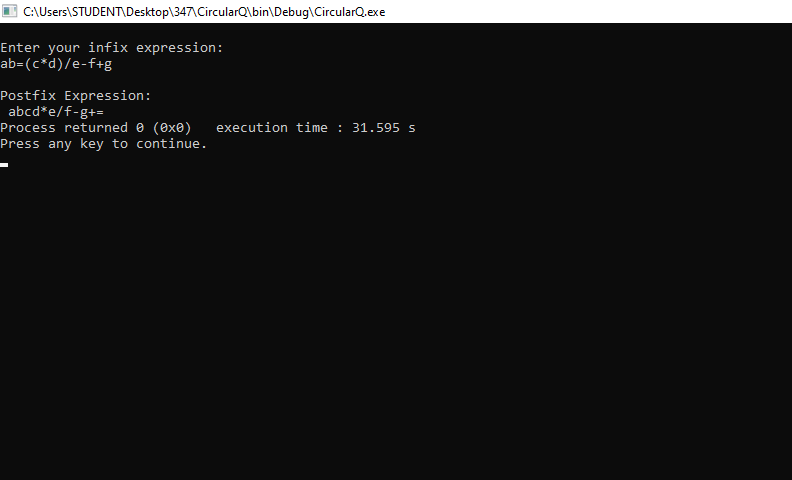 C:\Users\STUDENT\Desktop\347\CircularQ\bin\Debug\CircularQ.exe
Enter your infix expression:
ab=(c*d)/e-f+g
Postfix Expression:
abcd*e/f-g+=
Process returned 0 (0x0)   execution time : 31.595 s
Press any key to continue.